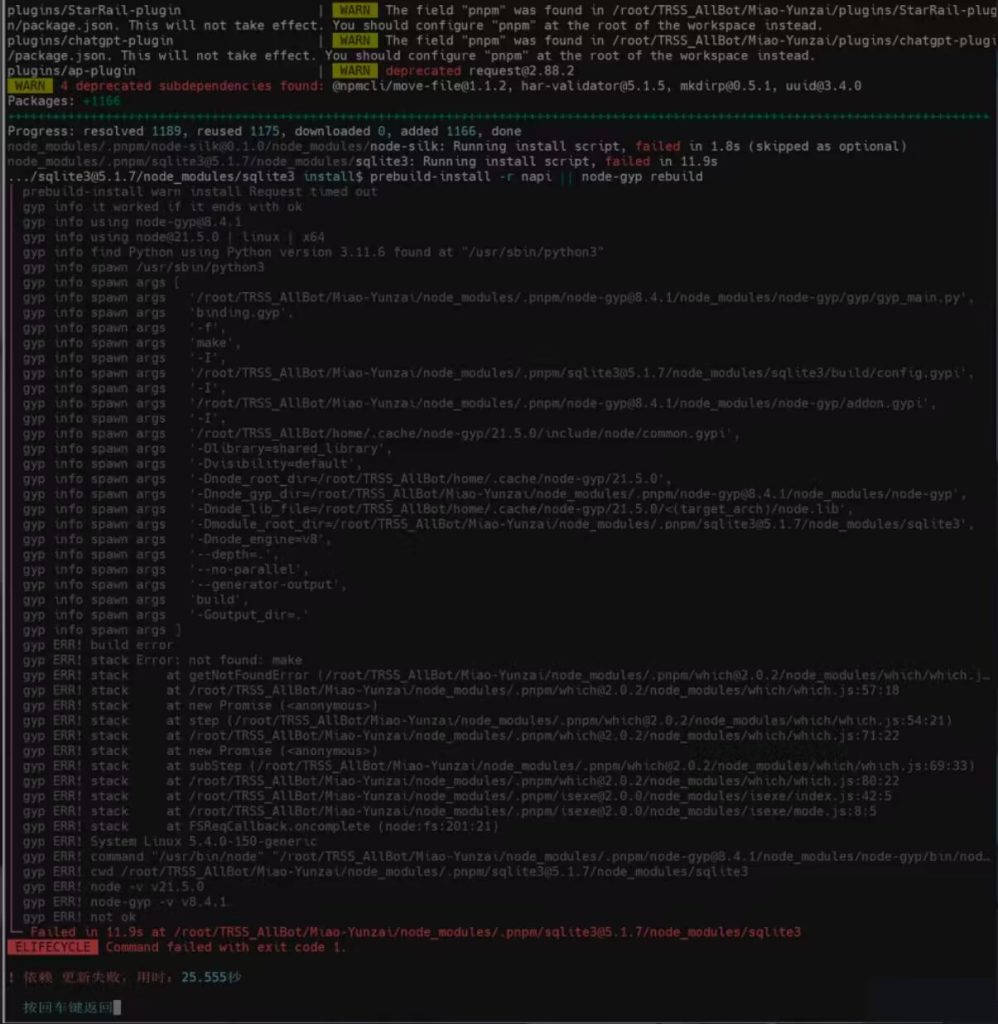 plugins/StarRail-plugin | WARN The field "pnpm" was found in /root/TRSS_AllBot/Miao-Yunzai/plugins/StarRail-plug
n/package.json. This will not take effect. You should configure "pnpm" at the root of the workspace instead.
plugins/chatgpt-plugin | WARN The field "pnpm" was found in /root/TRSS_AllBot/Miao-Yunzai/plugins/chatgpt-plugi
/package.json. This will not take effect. You should configure "pnpm" at the root of the workspace instead.
plugins/ap-plugin | WARN deprecated request@2.88.2
WARN 4 deprecated subdependencies found: @npmcli/move-file@1.1.2, har-validator@5.1.5, mkdirp@0.5.1, uuid@3.4.0
Packages: +1166
Progress: resolved 1189, reused 1175, downloaded 0, added 1166, done
node_modules/.pnpm/node-silk@0.1.0/node_modules/node-silk: Running install script, failed in 1.8s (skipped as optional)
node_modules/.pnpm/sqlite3@5.1.7/node_modules/sqlite3: Running install script, failed in 11.9s
.../sqlite3@5.1.7/node_modules/sqlite3 install$ prebuild-install -r napi || node-gyp rebuild
prebuild-install warn install Request timed out
gyp info it worked if it ends with ok
gyp info using node-gyp@8.4.1
gyp info using node@21.5.0 | linux | x64
gyp info find Python using Python version 3.11.6 found at "/usr/sbin/python3"
gyp info spawn /usr/sbin/python3
gyp info spawn args [
gyp info spawn args '/root/TRSS_AllBot/Miao-Yunzai/node_modules/.pnpm/node-gyp@8.4.1/node_modules/node-gyp/gyp/gyp_main.py',
gyp info spawn args 'binding.gyp',
gyp info spawn args '-f',
gyp info spawn args 'make',
gyp info spawn args '-I',
gyp info spawn args '/root/TRSS_AllBot/Miao-Yunzai/node_modules/.pnpm/sqlite3@5.1.7/node_modules/sqlite3/build/config.gypi',
gyp info spawn args '-I',
gyp info spawn args '/root/TRSS_AllBot/Miao-Yunzai/node_modules/.pnpm/node-gyp@8.4.1/node_modules/node-gyp/addon.gypi',
gyp info spawn args '-I',
gyp info spawn args '/root/TRSS_AllBot/home/.cache/node-gyp/21.5.0/include/node/common.gypi',
gyp info spawn args '-Dlibrary=shared_library',
gyp info spawn args '-Dvisibility=default',
gyp info spawn args '-Dnode_root_dir=/root/TRSS_AllBot/home/.cache/node-gyp/21.5.0',
gyp info spawn args '-Dnode_gyp_dir=/root/TRSS_AllBot/Miao-Yunzai/node_modules/.pnpm/node-gyp@8.4.1/node_modules/node-gyp',
gyp info spawn args '-Dnode_lib_file=/root/TRSS_AllBot/home/.cache/node-gyp/21.5.0/<(target_arch)/node.lib',
gyp info spawn args '-Dmodule_root_dir=/root/TRSS_AllBot/Miao-Yunzai/node_modules/.pnpm/sqlite3@5.1.7/node_modules/sqlite3',
gyp info spawn args '-Dnode_engine=v8',
gyp info spawn args '--depth=.',
gyp info spawn args '--no-parallel',
gyp info spawn args '--generator-output',
gyp info spawn args 'build',
gyp info spawn args '-Goutput_dir=.'
gyp info spawn args ]
gyp ERR! build error
gyp ERR! stack Error: not found: make
gyp ERR! stack at getNotFoundError (/root/TRSS_AllBot/Miao-Yunzai/node_modules/.pnpm/which@2.0.2/node_modules/which/which.j…
gyp ERR! stack at /root/TRSS_AllBot/Miao-Yunzai/node_modules/.pnpm/which@2.0.2/node_modules/which/which.js:57:18
gyp ERR! stack at new Promise (<anonymous>)
gyp ERR! stack at step (/root/TRSS_AllBot/Miao-Yunzai/node_modules/.pnpm/which@2.0.2/node_modules/which/which.js:54:21)
gyp ERR! stack at /root/TRSS_AllBot/Miao-Yunzai/node_modules/.pnpm/which@2.0.2/node_modules/which/which.js:71:22
gyp ERR! stack at new Promise (<anonymous>)
gyp ERR! stack at subStep (/root/TRSS_AllBot/Miao-Yunzai/node_modules/.pnpm/which@2.0.2/node_modules/which/which.js:69:33)
gyp ERR! stack at /root/TRSS_AllBot/Miao-Yunzai/node_modules/.pnpm/which@2.0.2/node_modules/which/which.js:80:22
gyp ERR! stack at /root/TRSS_AllBot/Miao-Yunzai/node_modules/.pnpm/isexe@2.0.0/node_modules/isexe/index.js:42:5
gyp ERR! stack at /root/TRSS_AllBot/Miao-Yunzai/node_modules/.pnpm/isexe@2.0.0/node_modules/isexe/mode.js:8:5
gyp ERR! stack at FSReqCallback.oncomplete (node:fs:201:21)
gyp ERR! System Linux 5.4.0-150-generic
gyp ERR! command "/usr/bin/node" "/root/TRSS_AllBot/Miao-Yunzai/node_modules/.pnpm/node-gyp@8.4.1/node_modules/node-gyp/bin/nod…
gyp ERR! cwd /root/TRSS_AllBot/Miao-Yunzai/node_modules/.pnpm/sqlite3@5.1.7/node_modules/sqlite3
gyp ERR! node -v v21.5.0
gyp ERR! node-gyp -v v8.4.1
gyp ERR! not ok
Failed in 11.9s at /root/TRSS_AllBot/Miao-Yunzai/node_modules/.pnpm/sqlite3@5.1.7/node_modules/sqlite3
ELIFECYCLE Command failed with exit code 1.
! 依赖 更新失败，用时：25.555秒
按回车键返回